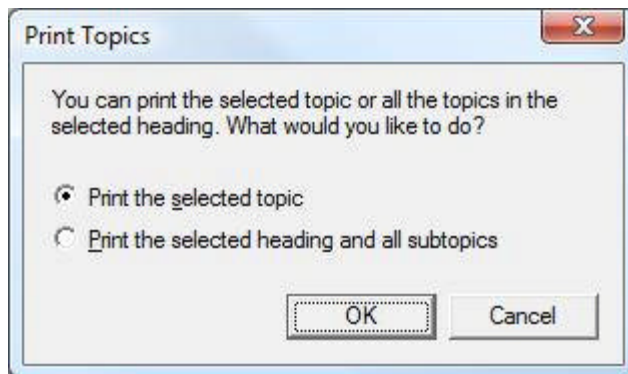 Print Topics
You can print the selected topic or all the topics in the
selected heading. What would you like to do?
Print the selected topic
Print the selected heading and all subtopics
OK Cancel